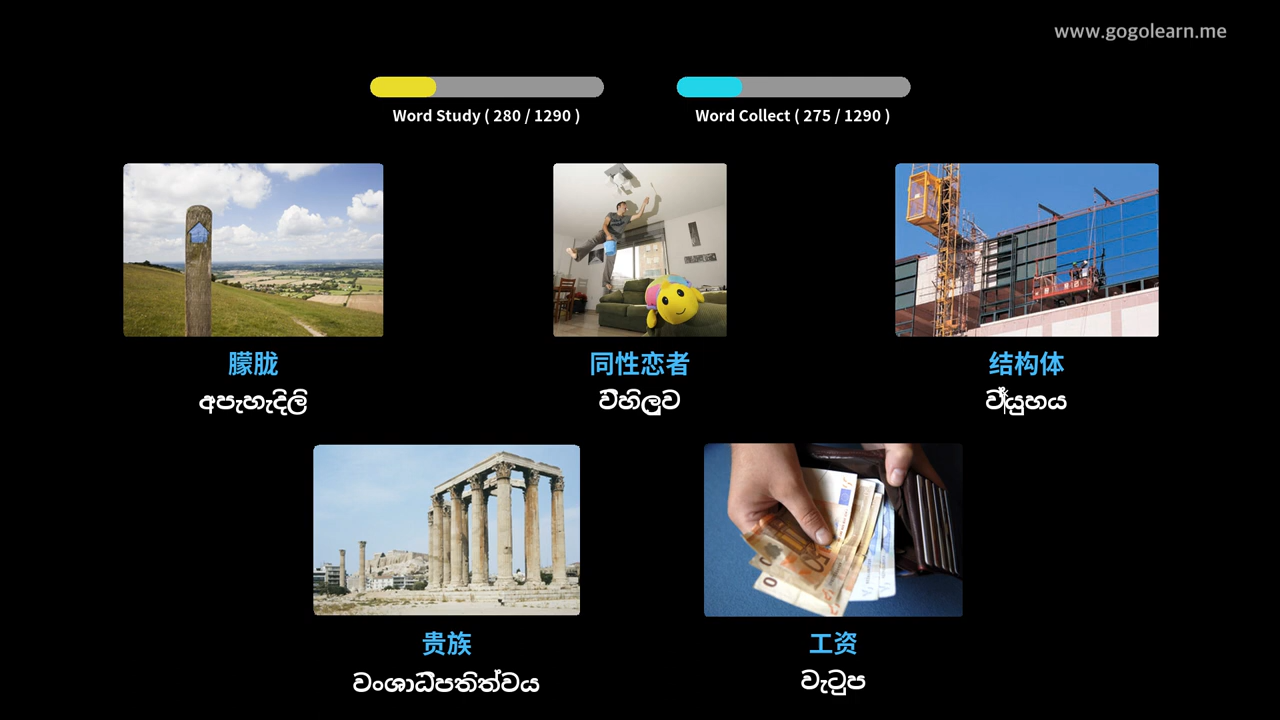 www.gogolearn.me
Word Study ( 280 / 1290 )
Word Collect ( 275 / 1290 )
朦胧
අපැහැදිලි
同性恋者
විහිලුව
结构体
ව්යුහය
贵族
වංශාධිපතිත්වය
工资
වැටුප